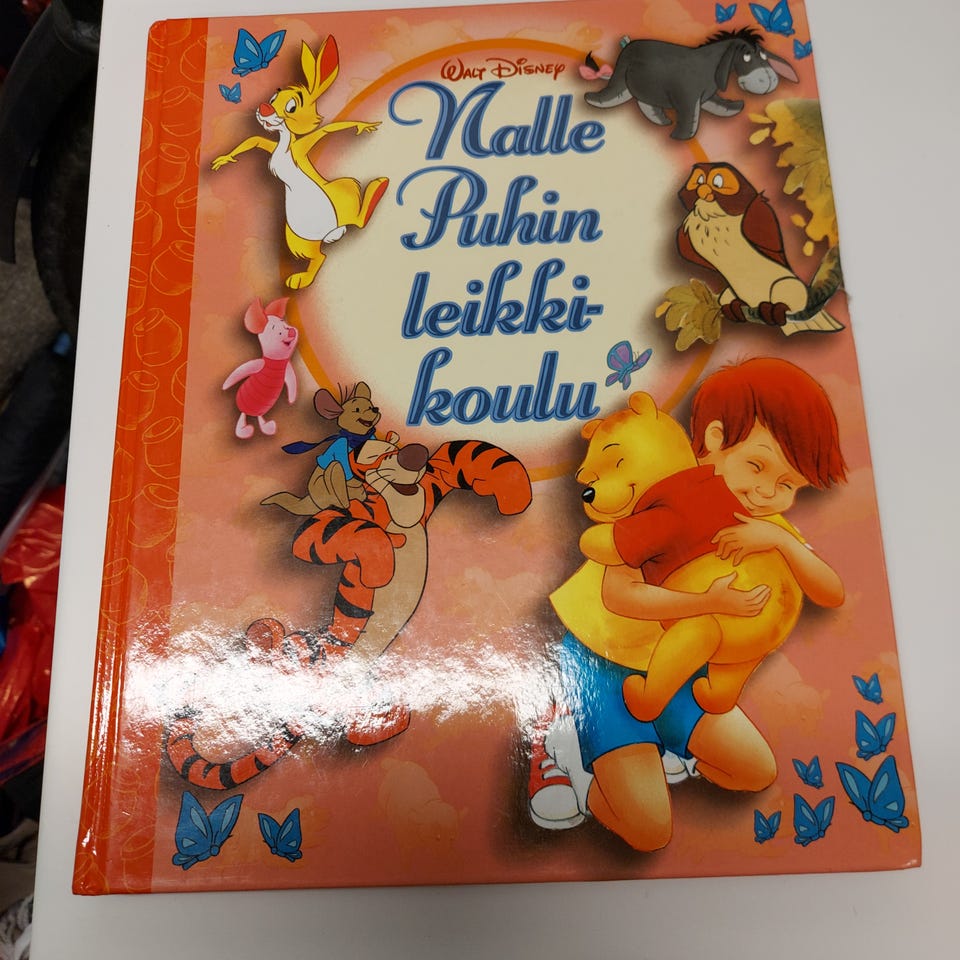 WALT DISNEY
Nalle
Puhin
leikki-
koulu